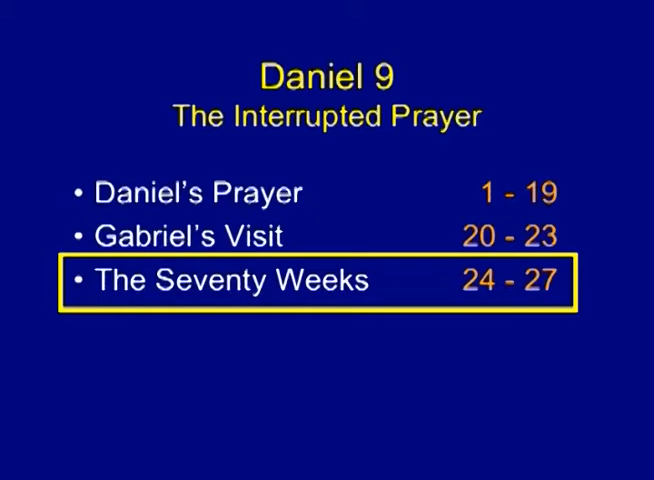 Daniel 9
The Interrupted Prayer
• Daniel's Prayer 1 - 19
• Gabriel's Visit 20 - 23
• The Seventy Weeks 24 - 27